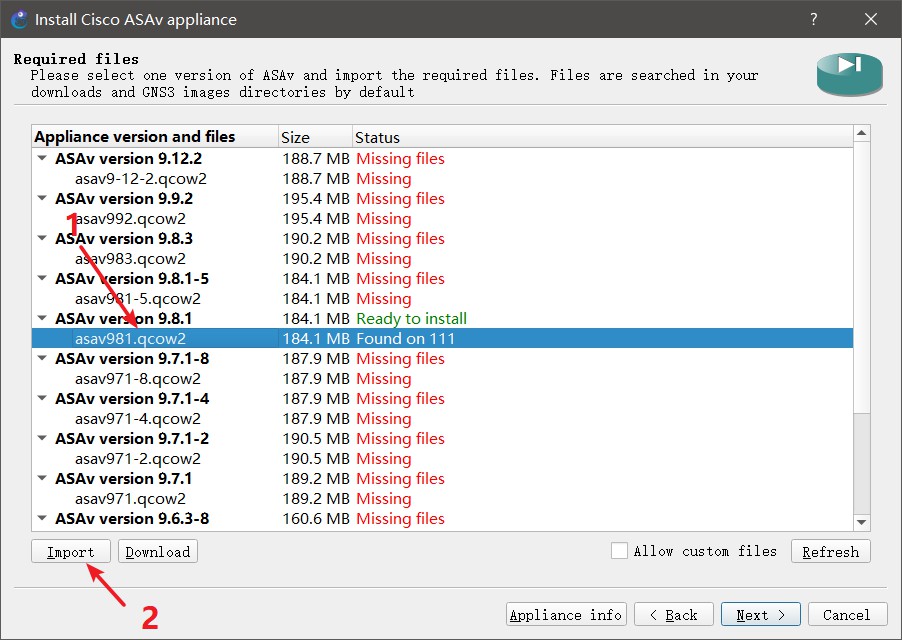 Install Cisco ASAv appliance ?
Required files
Please select one version of ASAv and import the required files. Files are searched in your
downloads and GNS3 images directories by default
Appliance version and files Size Status
ASAv version 9.12.2 188.7 MB Missing files
asav9-12-2.qcow2 188.7 MB Missing
ASAv version 9.9.2 195.4 MB Missing files
asav992.qcow2 195.4 MB Missing
1
ASAv version 9.8.3 190.2 MB Missing files
asav983.qcow2 190.2 MB Missing
ASAv version 9.8.1-5 184.1 MB Missing files
asav981-5.qcow2 184.1 MB Missing
ASAv version 9.8.1 184.1 MB Ready to install
asav981.qcow2 184.1 MB Found on 111
ASAv version 9.7.1-8 187.9 MB Missing files
asav971-8.qcow2 187.9 MB Missing
ASAv version 9.7.1-4 187.9 MB Missing files
asav971-4.qcow2 187.9 MB Missing
ASAv version 9.7.1-2 190.5 MB Missing files
asav971-2.qcow2 190.5 MB Missing
ASAv version 9.7.1 189.2 MB Missing files
asav971.qcow2 189.2 MB Missing
ASAv version 9.6.3-8 160.6 MB Missing files
Import Download Allow custom files Refresh
2
Appliance info < Back Next > Cancel